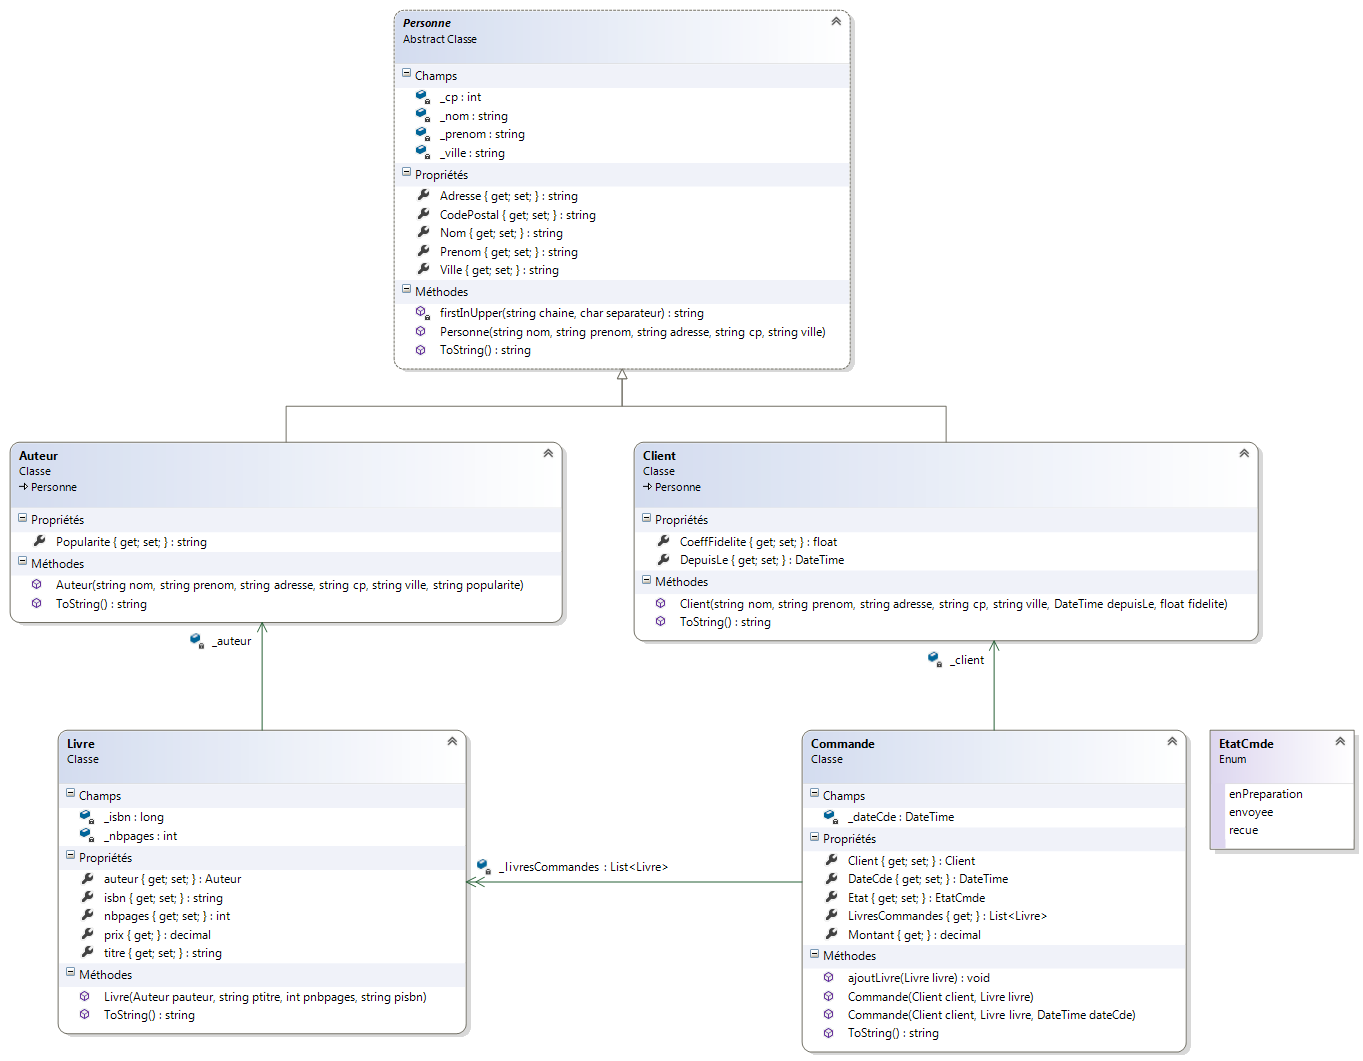 Personne
Abstract Classe
Champs
_cp : int
_nom : string
_prenom : string
_ville : string
Propriétés
Adresse { get; set; } : string
CodePostal { get; set; } : string
Nom { get; set; } : string
Prenom { get; set; } : string
Ville { get; set; } : string
Méthodes
firstInUpper(string chaine, char separateur) : string
Personne(string nom, string prenom, string adresse, string cp, string ville)
ToString() : string
Auteur
Classe
Personne
Propriétés
Popularite { get; set; } : string
Méthodes
Auteur(string nom, string prenom, string adresse, string cp, string ville, string popularite)
ToString() : string
Client
Classe
Personne
Propriétés
CoeffFidelite { get; set; } : float
DepuisLe { get; set; } : DateTime
Méthodes
Client(string nom, string prenom, string adresse, string cp, string ville, DateTime depuisLe, float fidelite)
ToString() : string
_auteur
_client
Livre
Classe
Champs
_isbn : long
_nbpages : int
Propriétés
auteur { get; set; } : Auteur
isbn { get; set; } : string
nbpages { get; set; } : int
prix { get; } : decimal
titre { get; set; } : string
Méthodes
Livre(Auteur pauteur, string ptitre, int pnbpages, string pisbn)
ToString() : string
_livresCommandes : List<Livre>
Commande
Classe
Champs
_dateCde : DateTime
Propriétés
Client { get; set; } : Client
DateCde { get; set; } : DateTime
Etat { get; set; } : EtatCmde
LivresCommandes { get; } : List<Livre>
Montant { get; } : decimal
Méthodes
ajoutLivre(Livre livre) : void
Commande(Client client, Livre livre)
Commande(Client client, Livre livre, DateTime dateCde)
ToString() : string
EtatCmde
Enum
enPreparation
envoyee
recue